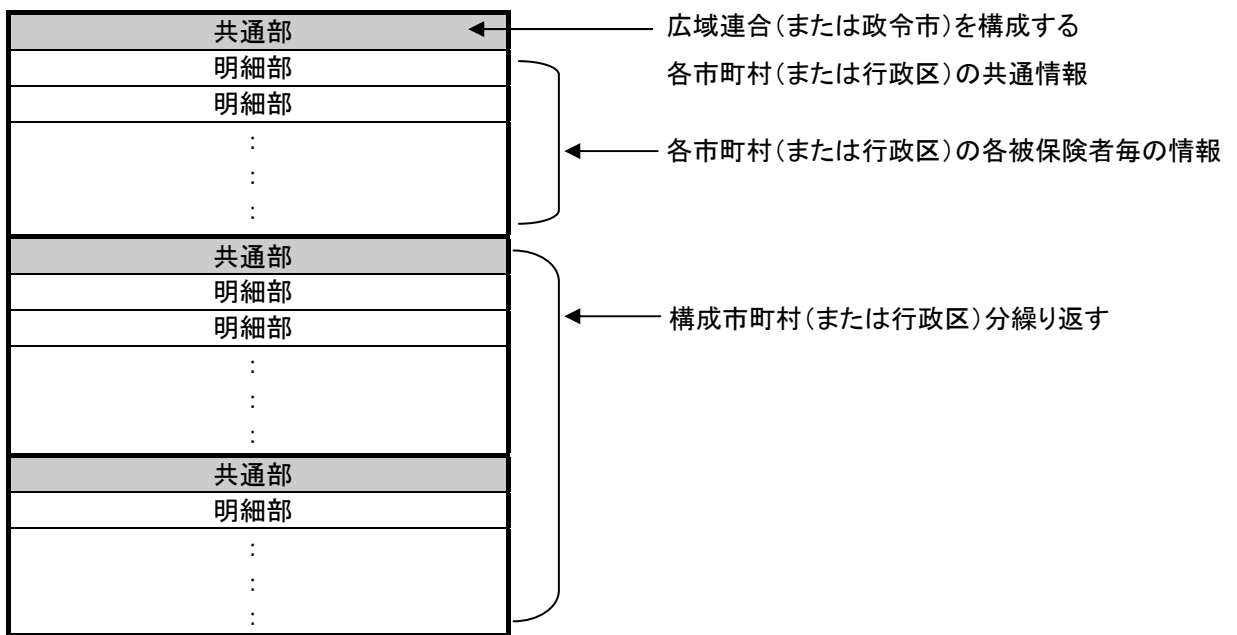 共通部
広域連合(または政令市)を構成する
明細部
各市町村(または行政区)の共通情報
明細部
:
各市町村(または行政区)の各被保険者毎の情報
:
:
共通部
明細部
明細部
構成市町村(または行政区)分繰り返す
:
:
:
共通部
明細部
:
:
: